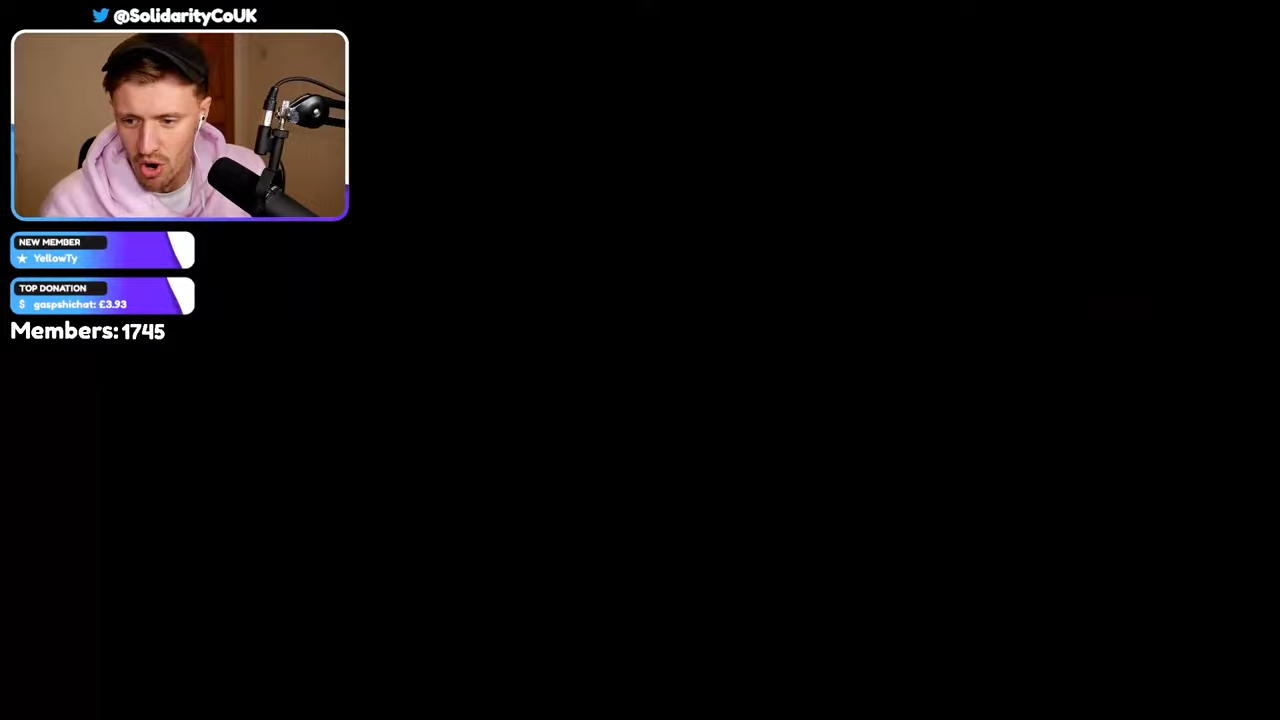 @SolidarityCoUK
NEW MEMBER
YellowTy
TOP DONATION
$ gaspshichat: £3.93
Members: 1745